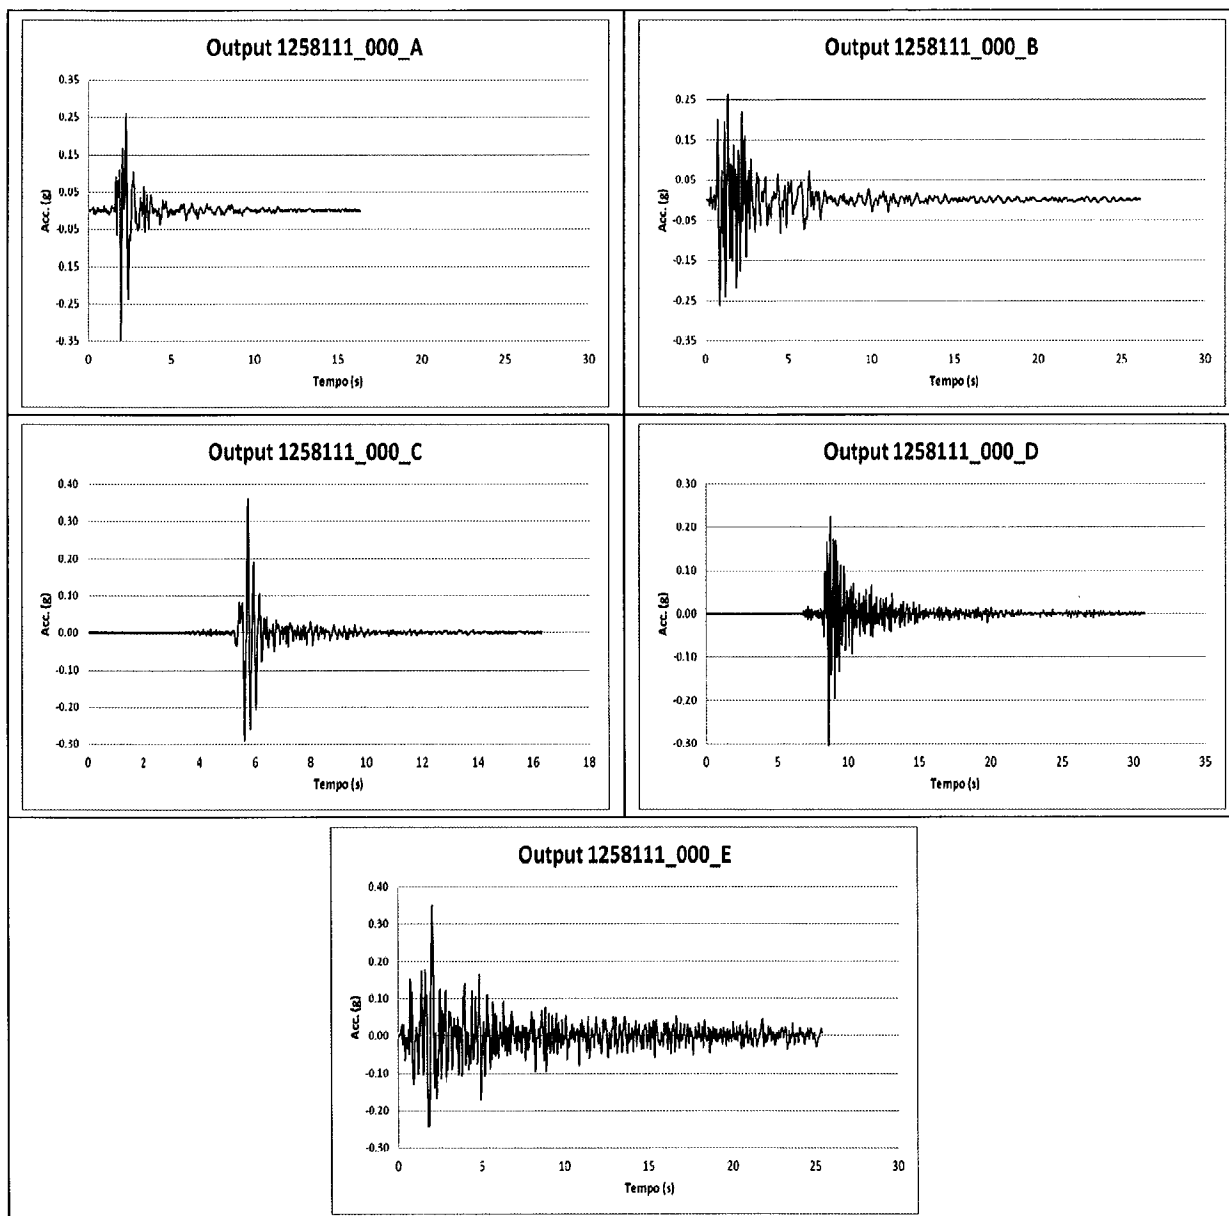 Output 1258111_000_A
0.35
0.25
0.15
0.05
-0.05
-0.15
-0.25
-0.35
Acc. (g)
0 5 10 15 20 25 30
Tempo (s)
Output 1258111_000_B
0.25
0.15
0.05
-0.05
-0.15
-0.25
-0.35
Acc. (g)
0 5 10 15 20 25 30
Tempo (s)
Output 1258111_000_C
0.40
0.30
0.20
0.10
0.00
-0.10
-0.20
-0.30
Acc. (g)
0 2 4 6 8 10 12 14 16 18
Tempo (s)
Output 1258111_000_D
0.30
0.20
0.10
0.00
-0.10
-0.20
-0.30
Acc. (g)
0 5 10 15 20 25 30 35
Tempo (s)
Output 1258111_000_E
0.40
0.30
0.20
0.10
0.00
-0.10
-0.20
-0.30
Acc. (g)
0 5 10 15 20 25 30
Tempo (s)